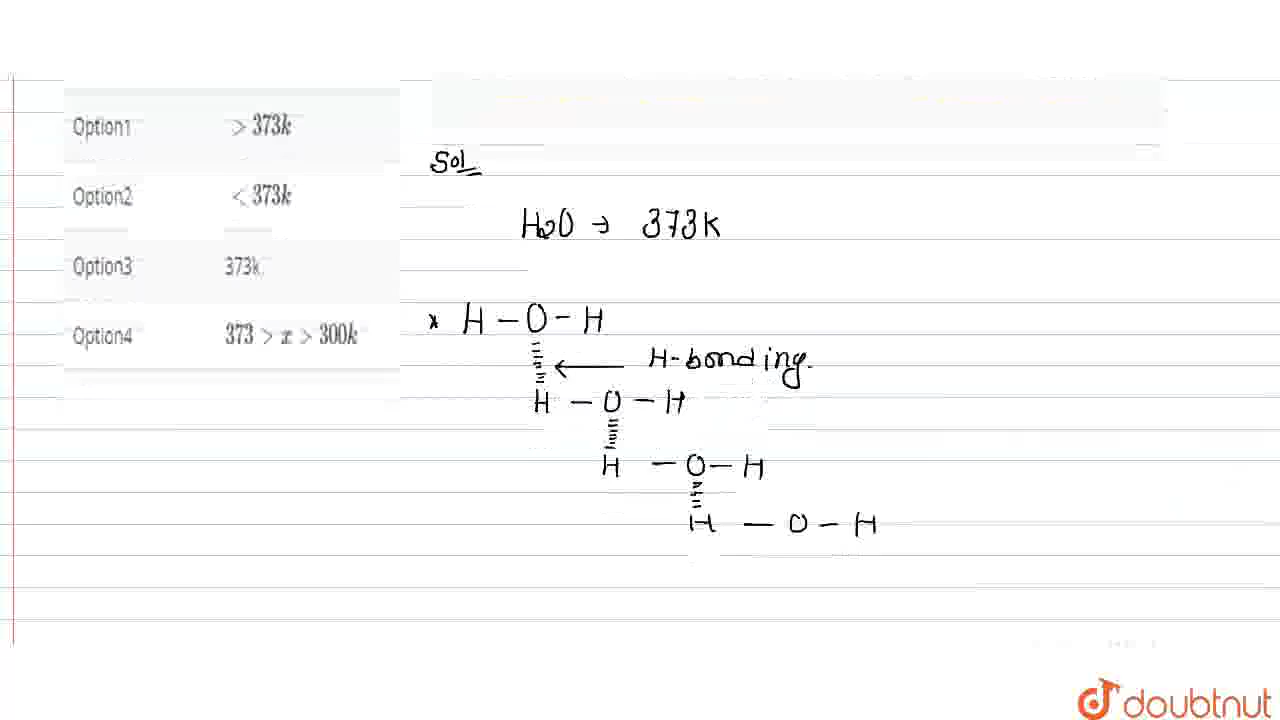 Option1 > 373k
Option2 < 373k
Option3 373k
Option4 373 > x > 300k
Sol
H2O → 373K
* H - O - H
← H-bonding.
H - O - H
H - O - H
H - O - H
doubtnut